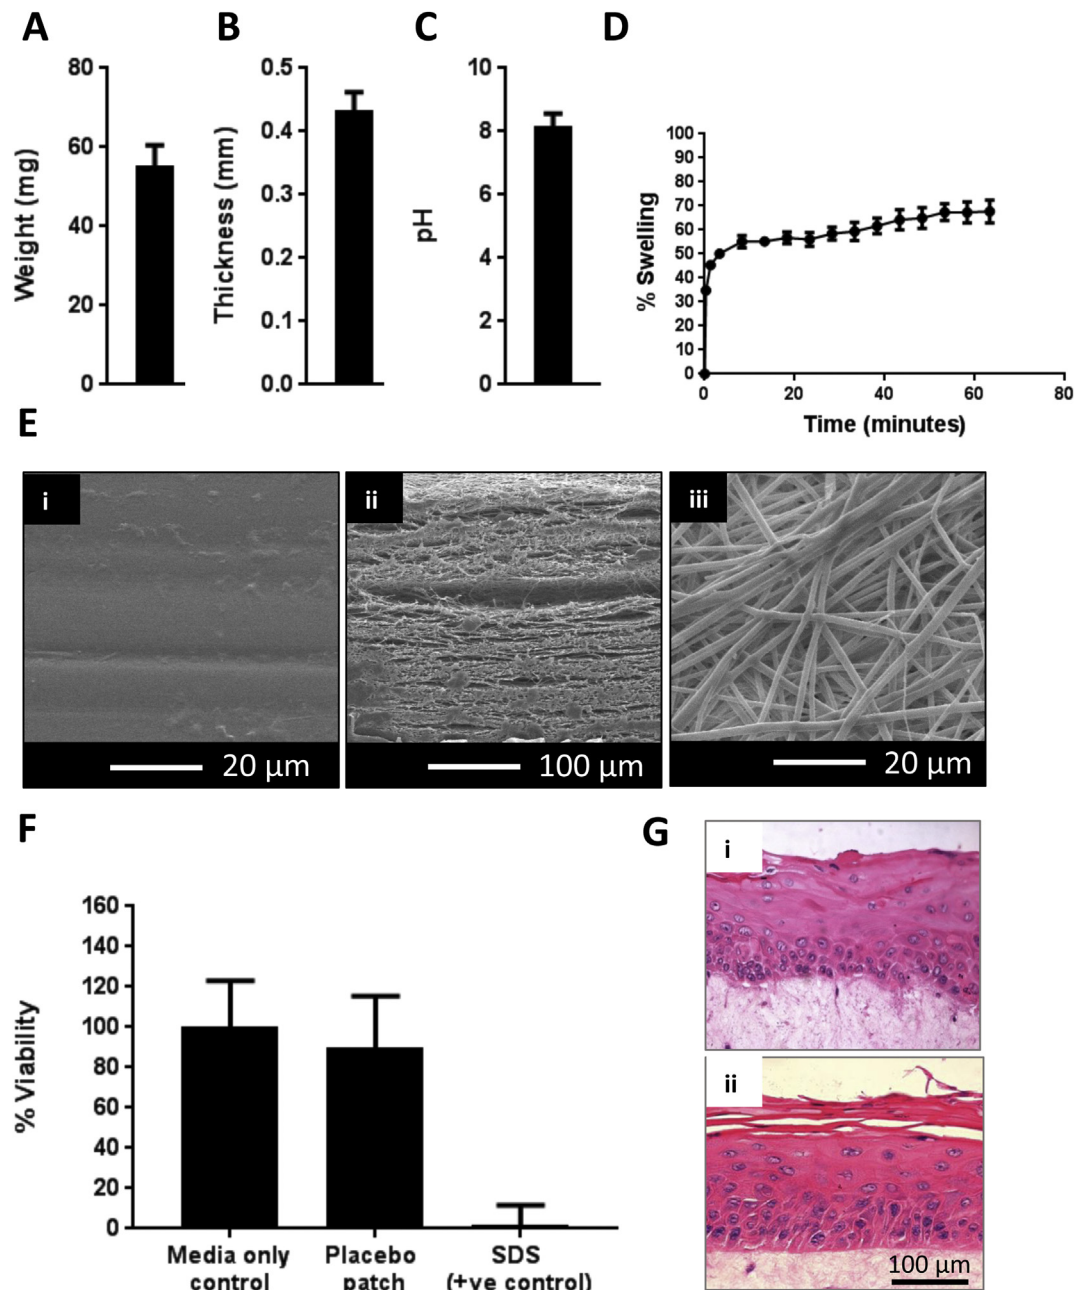 A
B
C
D
80
60
40
20
0
Weight (mg)
0.5
0.4
0.3
0.2
0.1
0.0
Thickness (mm)
10
8
6
4
2
0
pH
100
90
80
70
60
50
40
30
20
10
0
% Swelling
0
20
40
60
80
Time (minutes)
E
i
ii
iii
20 µm
100 µm
20 µm
F
160
140
120
100
80
60
40
20
0
% Viability
Media only
control
Placebo
patch
SDS
(+ve control)
G
i
ii
100 µm